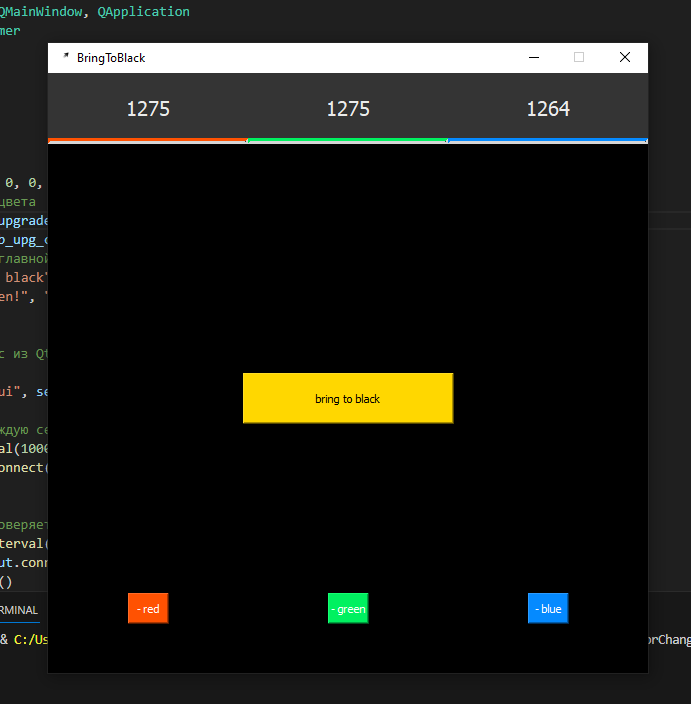 QMainWindow, QApplication
mer
BringToBlack
1275 1275 1264
0, 0,
цвета
upgrade
o_upg_c
главной
black"
en!", "
с из Qt
ui", se
bring to black
ждую се
al(1000
onnect(
оверяет
terval(
ut.conn
()
- red - green - blue
RMINAL
& C:/Us
orChang